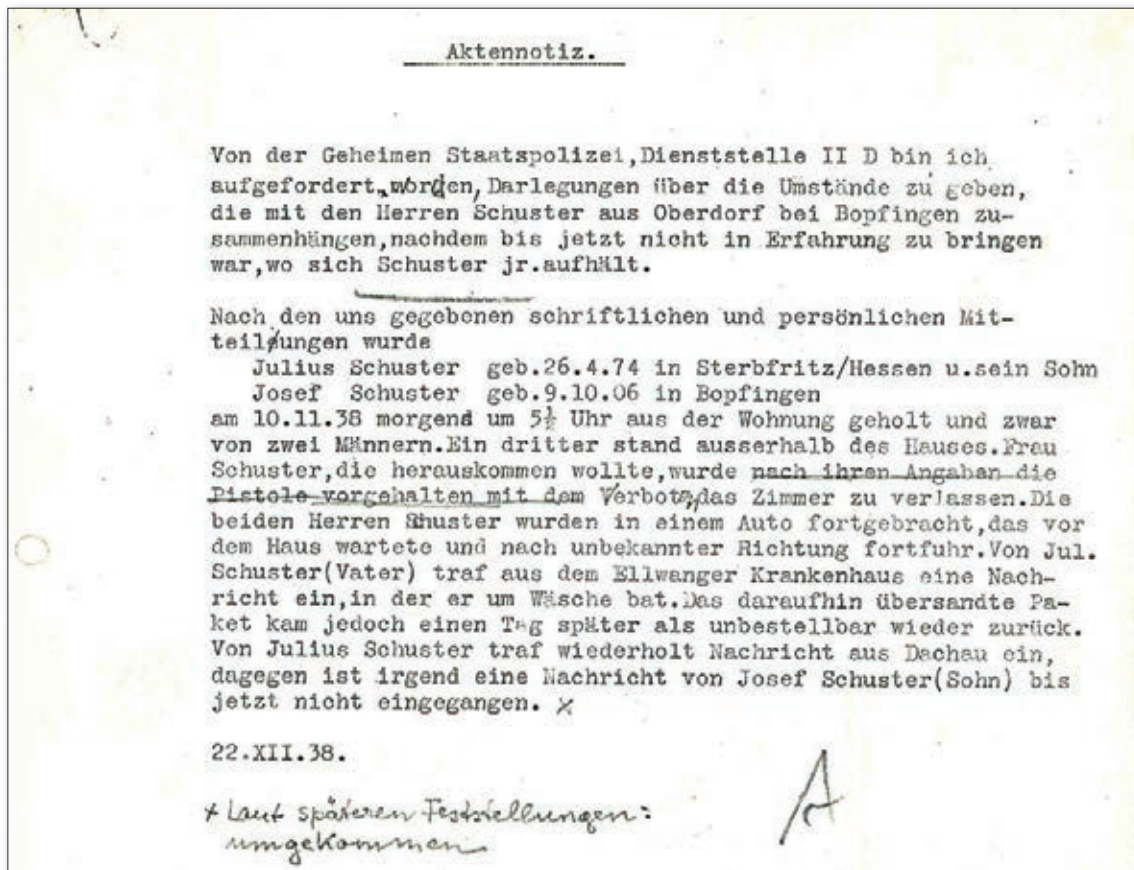 Aktennotiz.
Von der Geheimen Staatspolizei,Dienststelle II D bin ich
aufgefordert worden, Darlegungen über die Umstände zu geben,
die mit den Herren Schuster aus Oberdorf bei Bopfingen zu-
sammenhängen,nachdem bis jetzt nicht in Erfahrung zu bringen
war,wo sich Schuster jr.aufhält.
Nach den uns gegebenen schriftlichen und persönlichen Mit-
teilungen wurde
Julius Schuster geb.26.4.74 in Sterbfritz/Hessen u.sein Sohn
Josef Schuster geb.9.10.06 in Bopfingen
am 10.11.38 morgend um 5½ Uhr aus der Wohnung geholt und zwar
von zwei Männern.Ein dritter stand ausserhalb des Hauses.Frau
Schuster,die herauskommen wollte,wurde nach ihren Angaben die
Pistole vorgehalten mit dem Verbot, das Zimmer zu verlassen.Die
beiden Herren Shuster wurden in einem Auto fortgebracht,das vor
dem Haus wartete und nach unbekannter Richtung fortfuhr.Von Jul.
Schuster(Vater) traf aus dem Ellwanger Krankenhaus eine Nach-
richt ein,in der er um Wäsche bat.Das daraufhin übersandte Pa-
ket kam jedoch einen Tag später als unbestellbar wieder zurück.
Von Julius Schuster traf wiederholt Nachricht aus Dachau ein,
dagegen ist irgend eine Nachricht von Josef Schuster(Sohn) bis
jetzt nicht eingegangen. x
22.XII.38.
A
x Laut späteren Feststellungen:
umgekommen